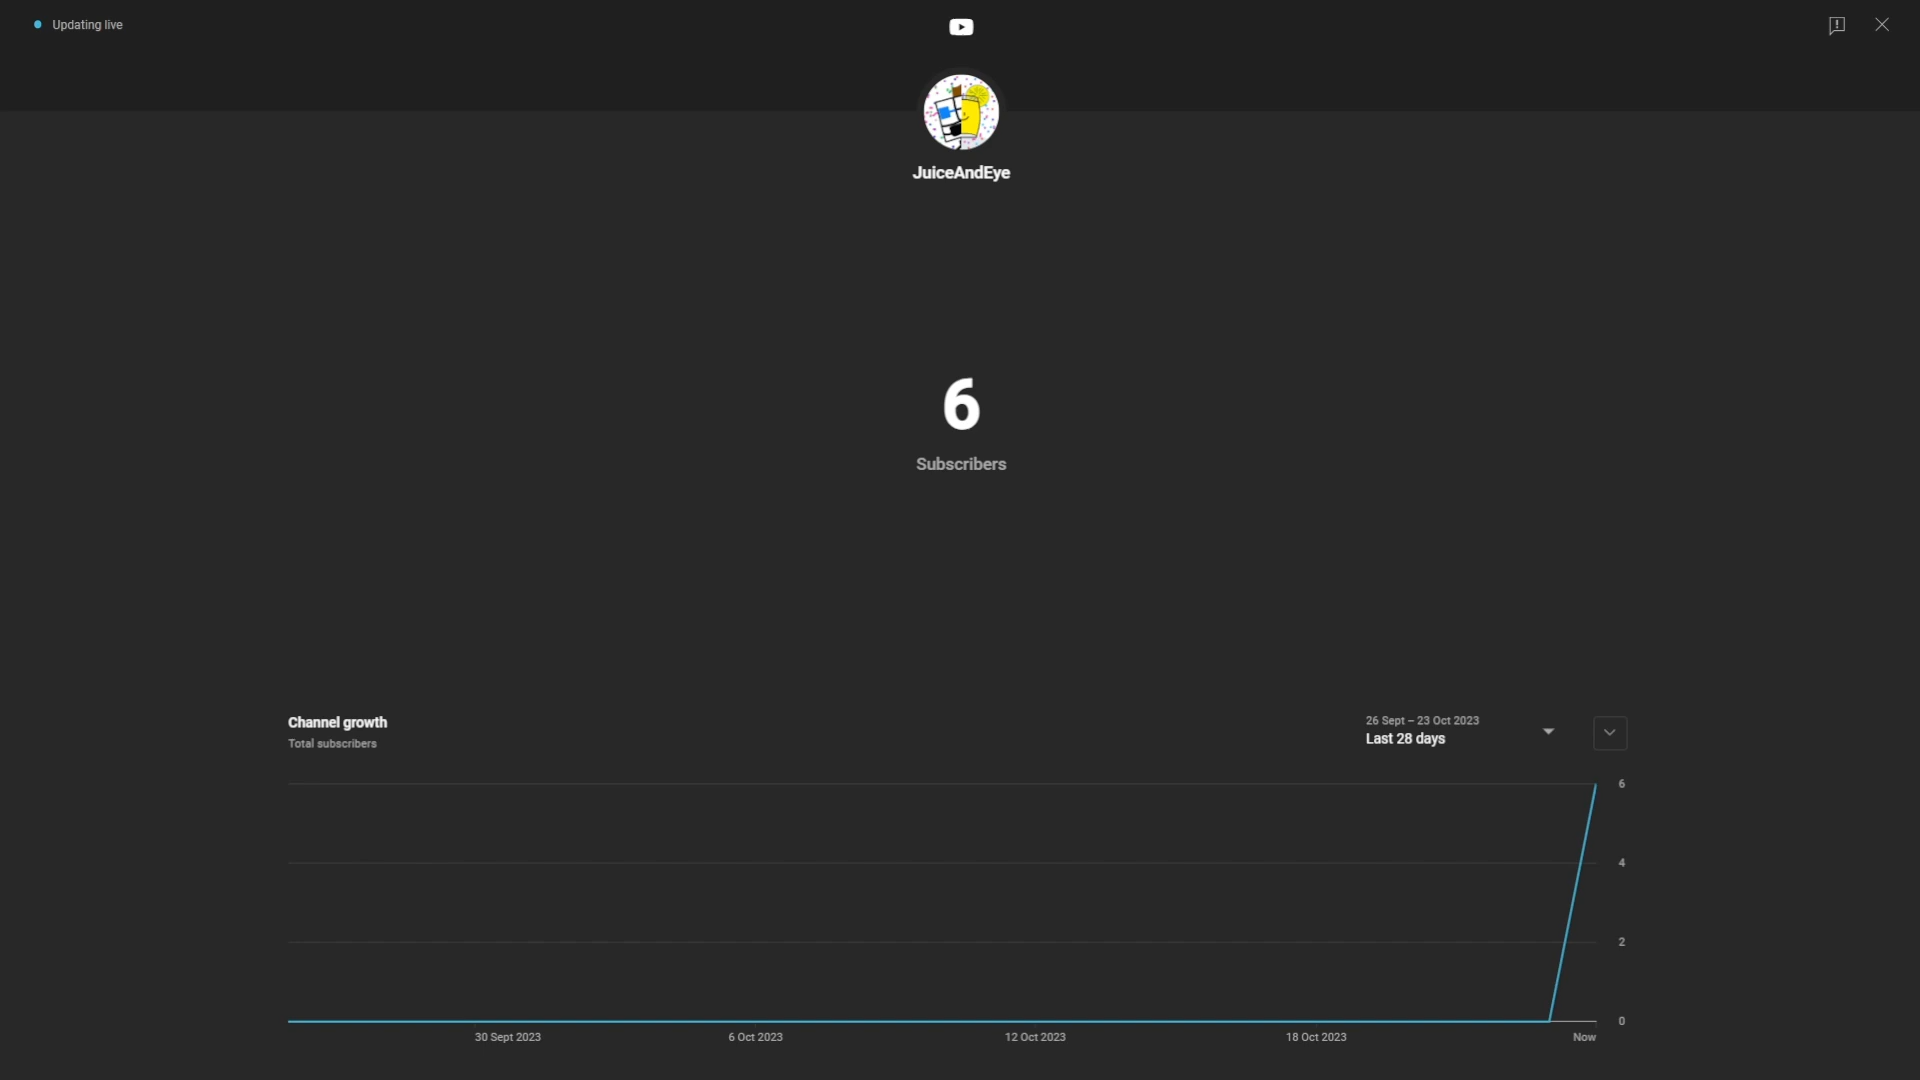 Updating live
JuiceAndEye
6
Subscribers
Channel growth
Total subscribers
26 Sept – 23 Oct 2023
Last 28 days
6
4
2
0
30 Sept 2023
6 Oct 2023
12 Oct 2023
18 Oct 2023
Now